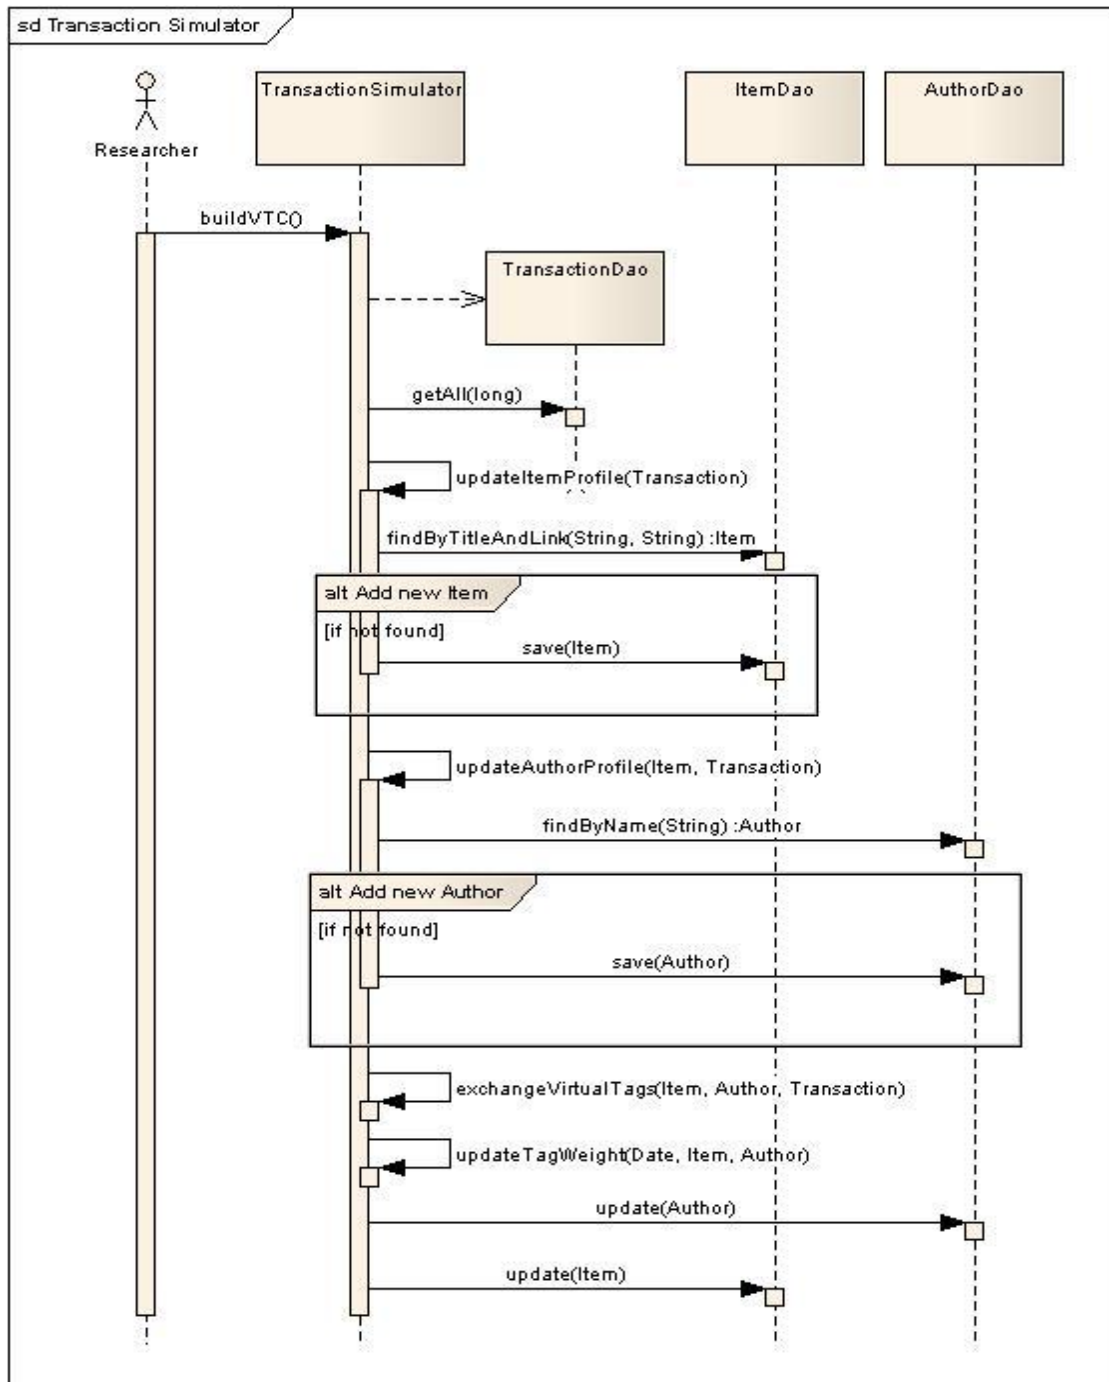 sd Transaction Simulator
Researcher
TransactionSimulator
ItemDao
AuthorDao
buildVTC()
TransactionDao
getAll(long)
updateItemProfile(Transaction)
findByTitleAndLink(String, String) :Item
alt Add new Item
[if not found]
save(Item)
updateAuthorProfile(Item, Transaction)
findByName(String) :Author
alt Add new Author
[if not found]
save(Author)
exchangeVirtualTags(Item, Author, Transaction)
updateTagWeight(Date, Item, Author)
update(Author)
update(Item)